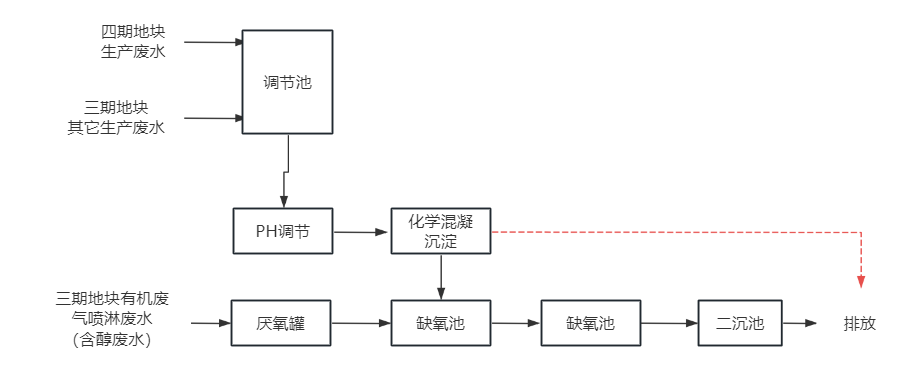 四期地块
生产废水
调节池
三期地块
其它生产废水
PH调节
化学混凝
沉淀
三期地块有机废
气喷淋废水
（含醇废水）
厌氧罐
缺氧池
缺氧池
二沉池
排放